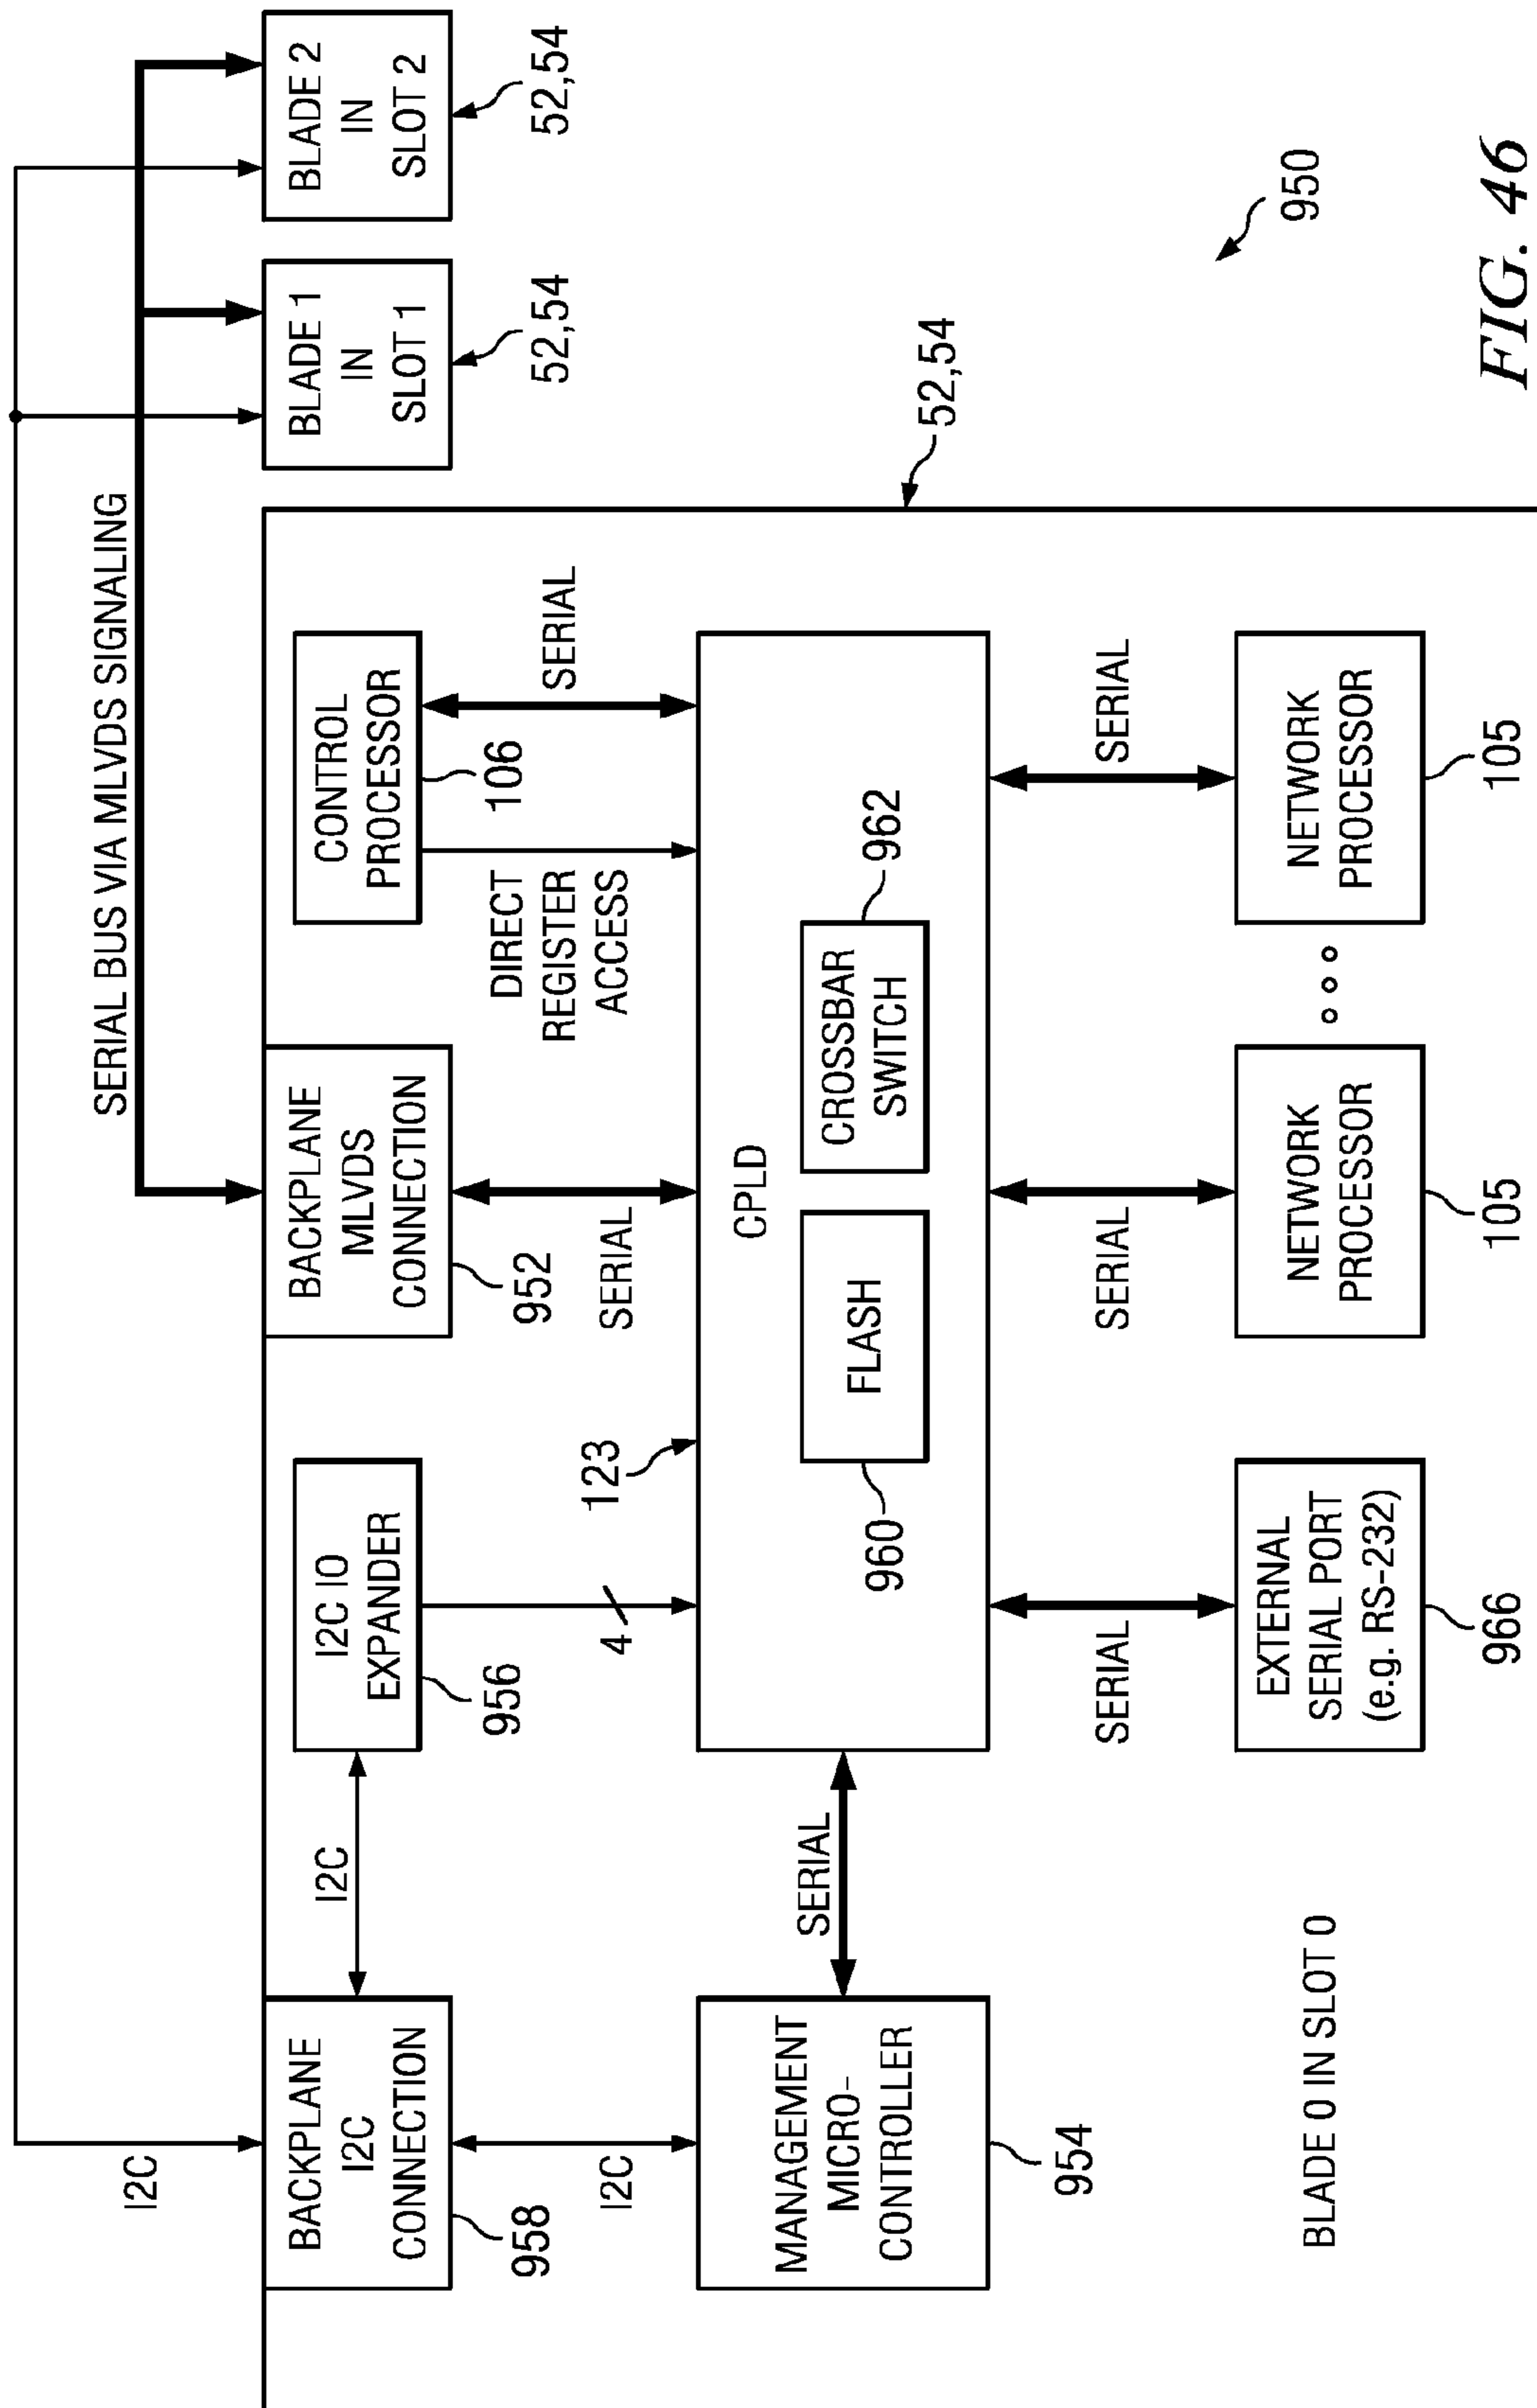 I2C
SERIAL BUS VIA MLVDS SIGNALING
BACKPLANE
I2C
CONNECTION
958
I2C
I2C IO
EXPANDER
956
BACKPLANE
MLVDS
CONNECTION
952
CONTROL
PROCESSOR
106
BLADE 1
IN
SLOT 1
52,54
BLADE 2
IN
SLOT 2
52,54
I2C
4
123
SERIAL
DIRECT
REGISTER
ACCESS
SERIAL
52,54
MANAGEMENT
MICRO-
CONTROLLER
954
SERIAL
CPLD
FLASH
960
CROSSBAR
SWITCH
962
SERIAL
SERIAL
SERIAL
EXTERNAL
SERIAL PORT
(e.g. RS-232)
966
NETWORK
PROCESSOR
105
NETWORK
PROCESSOR
105
BLADE 0 IN SLOT 0
950
FIG. 46